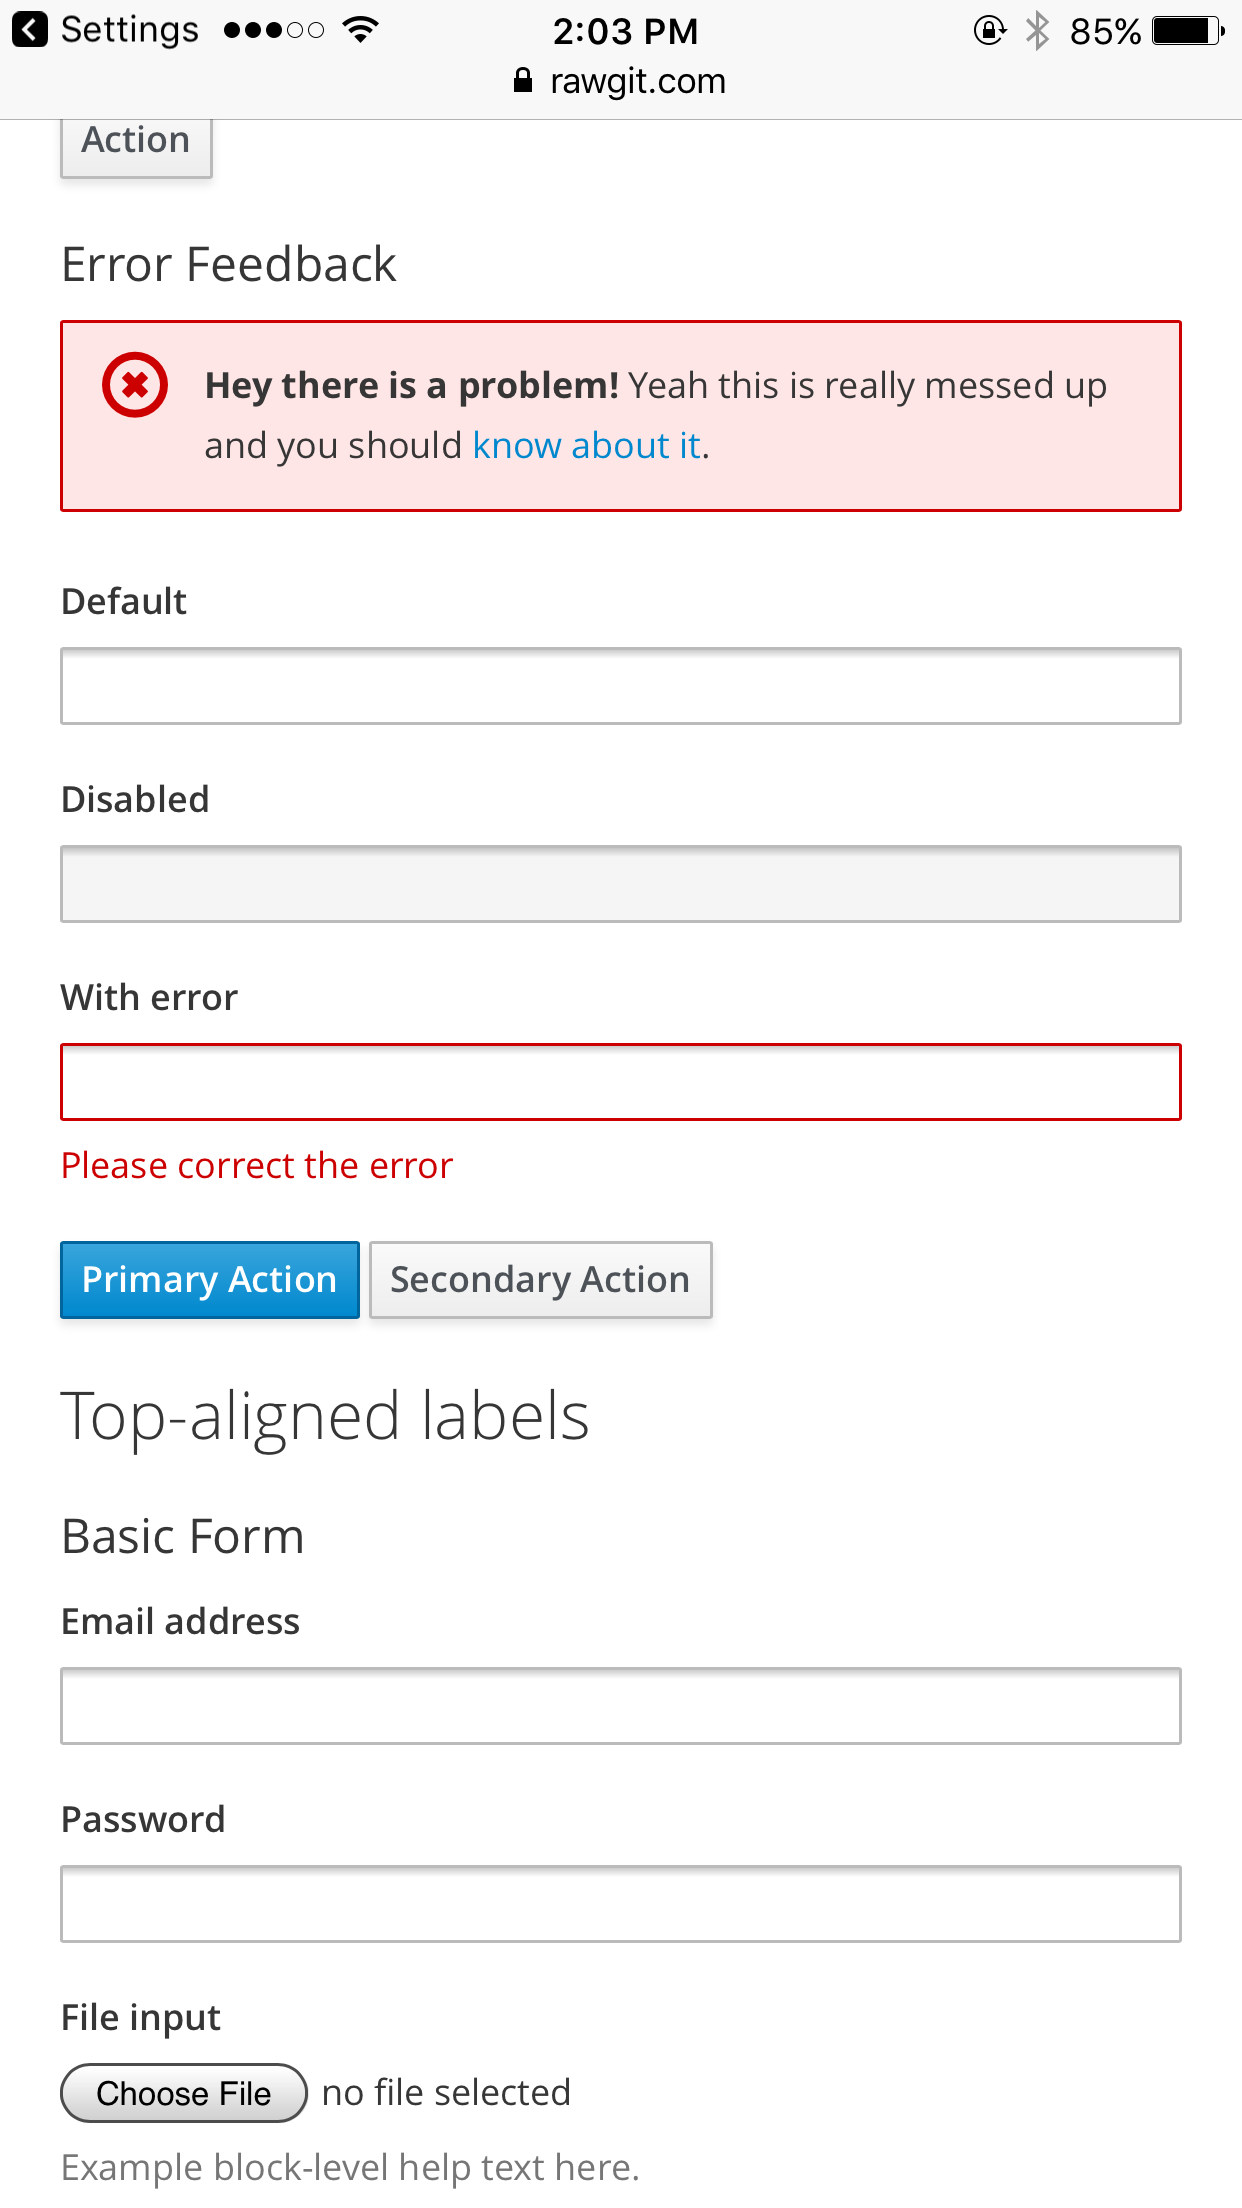 Settings 2:03 PM 85%
rawgit.com
Action
Error Feedback
Hey there is a problem! Yeah this is really messed up
and you should know about it.
Default
Disabled
With error
Please correct the error
Primary Action Secondary Action
Top-aligned labels
Basic Form
Email address
Password
File input
Choose File no file selected
Example block-level help text here.